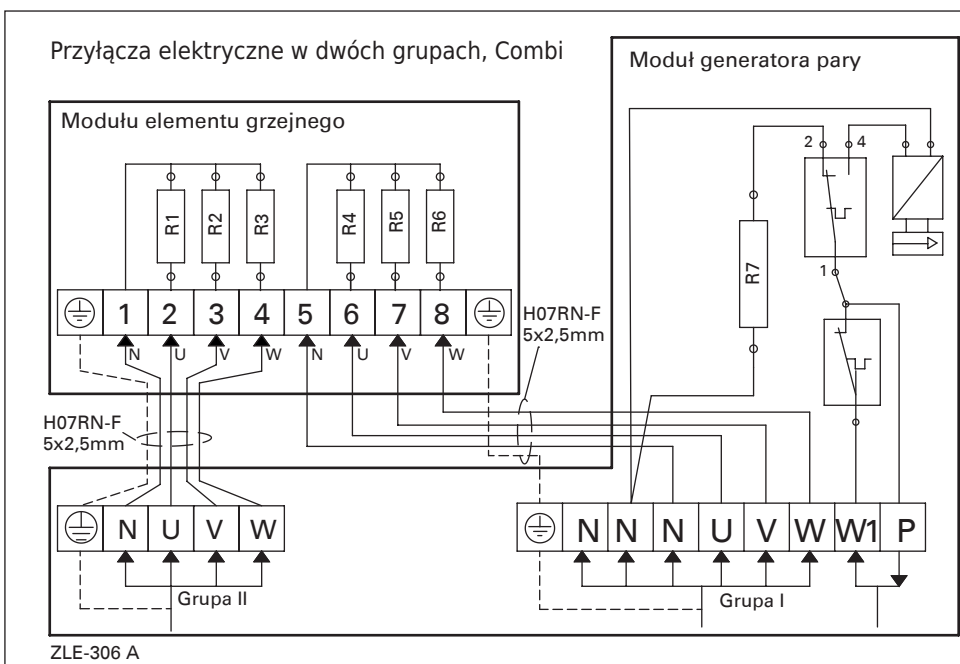 Przyłącza elektryczne w dwóch grupach, Combi
Moduł generatora pary
Modułu elementu grzejnego
2 4
R1 R2 R3 R4 R5 R6
R7
1
1 2 3 4 5 6 7 8
N U V W N U V W
H07RN-F
5x2,5mm
H07RN-F
5x2,5mm
N U V W
N N N U V W W1 P
Grupa II
Grupa I
ZLE-306 A